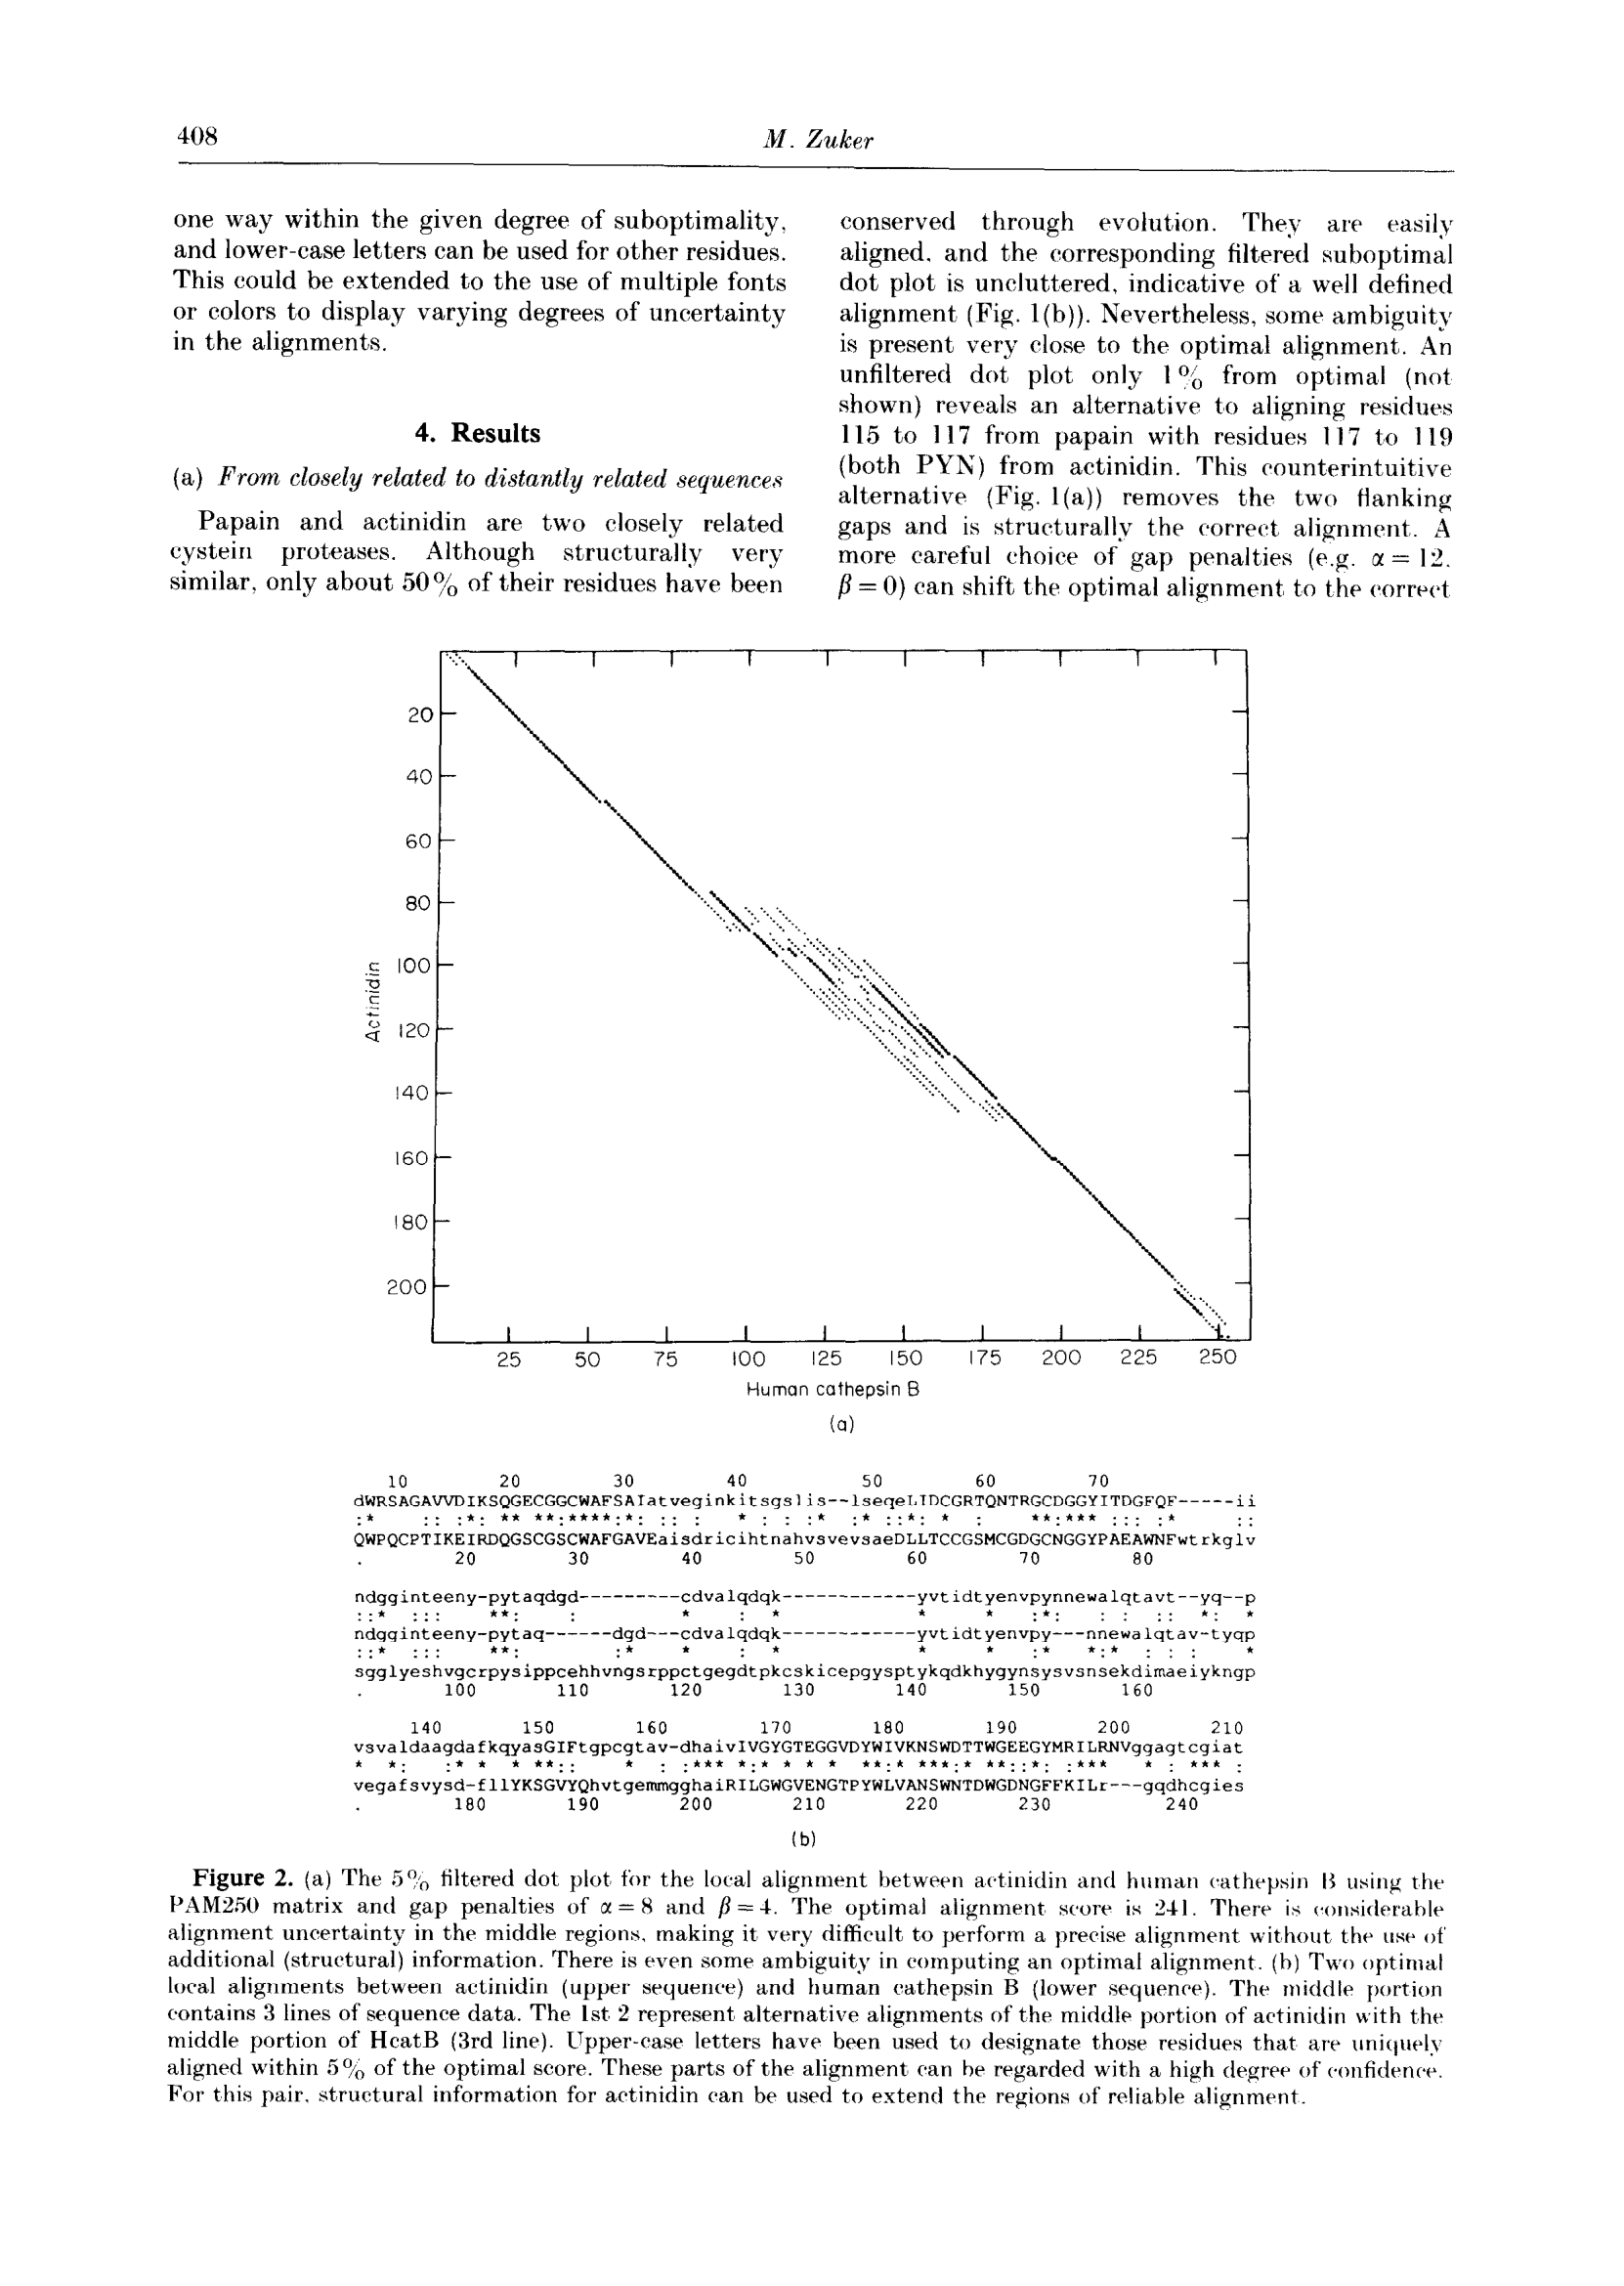 408
M. Zuker
one way within the given degree of suboptimality,
and lower-case letters can be used for other residues.
This could be extended to the use of multiple fonts
or colors to display varying degrees of uncertainty
in the alignments.
4. Results
(a) From closely related to distantly related sequences
Papain and actinidin are two closely related
cystein proteases. Although structurally very
similar, only about 50% of their residues have been
conserved through evolution. They are easily
aligned, and the corresponding filtered suboptimal
dot plot is uncluttered, indicative of a well defined
alignment (Fig. 1(b)). Nevertheless, some ambiguity
is present very close to the optimal alignment. An
unfiltered dot plot only 1% from optimal (not
shown) reveals an alternative to aligning residues
115 to 117 from papain with residues 117 to 119
(both PYN) from actinidin. This counterintuitive
alternative (Fig. 1(a)) removes the two flanking
gaps and is structurally the correct alignment. A
more careful choice of gap penalties (e.g. α = 12,
β = 0) can shift the optimal alignment to the correct
20
40
60
80
100
120
140
160
180
200
Actinidin
25 50 75 100 125 150 175 200 225 250
Human cathepsin B
(a)
10 20 30 40 50 60 70
dWRSAGAVVDIKSQGECGGCWAFSAIatveginkitsgslis--lseqeLIDCGRTQNTRGCDGGYITDGFQF-----ii
:* :: :*: ** **:****:*: :: : * : : :* :* ::*: * : **:*** ::: :* ::
QWPQCPTIKEIRDQGSCGSCWAFGAVEaisdricihtnahvsvevsaeDLLTCCGSMCGDGCNGGYPAEAWNFwtrkglv
. 20 30 40 50 60 70 80
ndgginteeny-pytaqdgd---------cdvalqdqk------------yvtidtyenvpynnewalqtavt--yq--p
::* ::: **: : * : * * * :*: : : :: *: *
ndgginteeny-pytaq------dgd---cdvalqdqk------------yvtidtyenvpy---nnewalqtav-tyqp
::* ::: **: :* * : * * * :* *:* : : : *
sgglyeshvgcrpysippcehhvngsrppctgegdtpkcskicepgysptykqdkhygynsysvsnsekdimaeiykngp
. 100 110 120 130 140 150 160
140 150 160 170 180 190 200 210
vsvaldaagdafkqyasGIFtgpcgtav-dhaivIVGYGTEGGVDYWIVKNSWDTTWGEEGYMRILRNVggagtcgiat
* *: :* * * **: * : :*** *:* * * * **:* ***:* **::*: :*** * : *** :
vegafsvysd-fllYKSGVYQhvtgemmgghaiRILGWGVENGTPYWLVANSWNTDWGDNGFFKILr---gqdhcgies
. 180 190 200 210 220 230 240
(b)
Figure 2. (a) The 5% filtered dot plot for the local alignment between actinidin and human cathepsin B using the
PAM250 matrix and gap penalties of α = 8 and β = 4. The optimal alignment score is 241. There is considerable
alignment uncertainty in the middle regions, making it very difficult to perform a precise alignment without the use of
additional (structural) information. There is even some ambiguity in computing an optimal alignment. (b) Two optimal
local alignments between actinidin (upper sequence) and human cathepsin B (lower sequence). The middle portion
contains 3 lines of sequence data. The 1st 2 represent alternative alignments of the middle portion of actinidin with the
middle portion of HcatB (3rd line). Upper-case letters have been used to designate those residues that are uniquely
aligned within 5% of the optimal score. These parts of the alignment can be regarded with a high degree of confidence.
For this pair, structural information for actinidin can be used to extend the regions of reliable alignment.